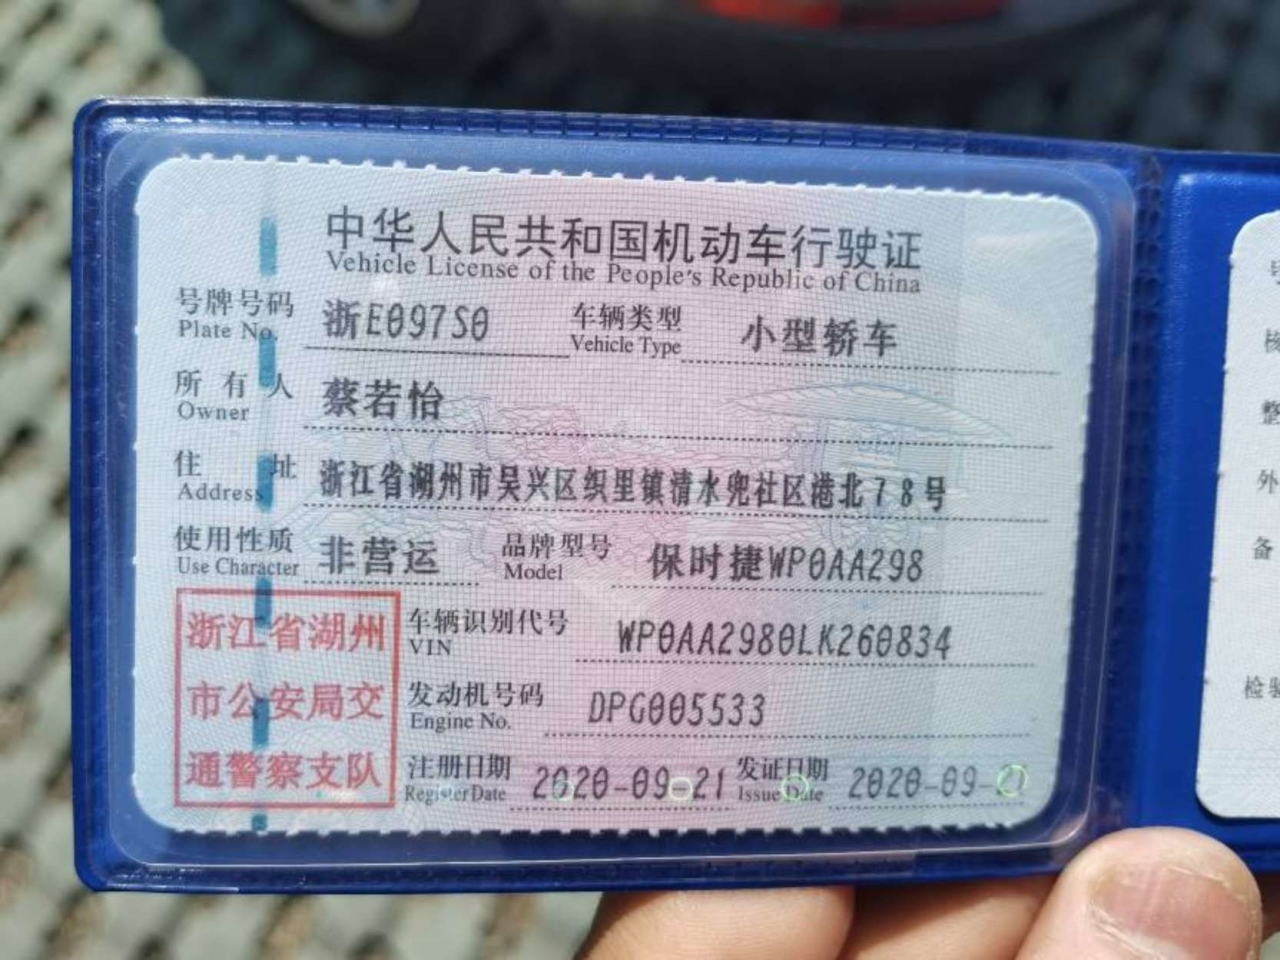 中华人民共和国机动车行驶证
Vehicle License of the People's Republic of China
号牌号码 浙E097S0 车辆类型 小型轿车
Plate No. Vehicle Type
所有人 蔡若怡
Owner
住址 浙江省湖州市吴兴区织里镇清水兜社区港北78号
Address
使用性质 非营运 品牌型号 保时捷WP0AA298
Use Character Model
浙江省湖州
市公安局交
通警察支队
车辆识别代号 WP0AA2980LK260834
VIN
发动机号码 DPG005533
Engine No.
注册日期 2020-09-21 发证日期 2020-09-21
Register Date Issue Date
核
整
外
备
检验